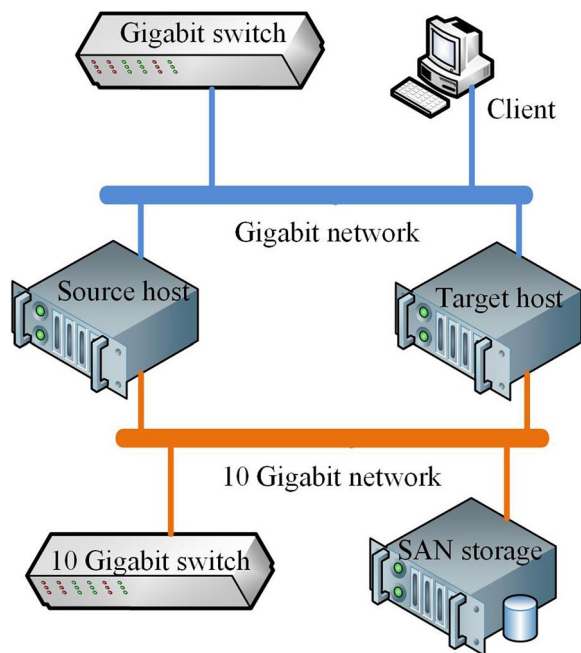 Gigabit switch
Client
Gigabit network
Source host
Target host
10 Gigabit network
10 Gigabit switch
SAN storage